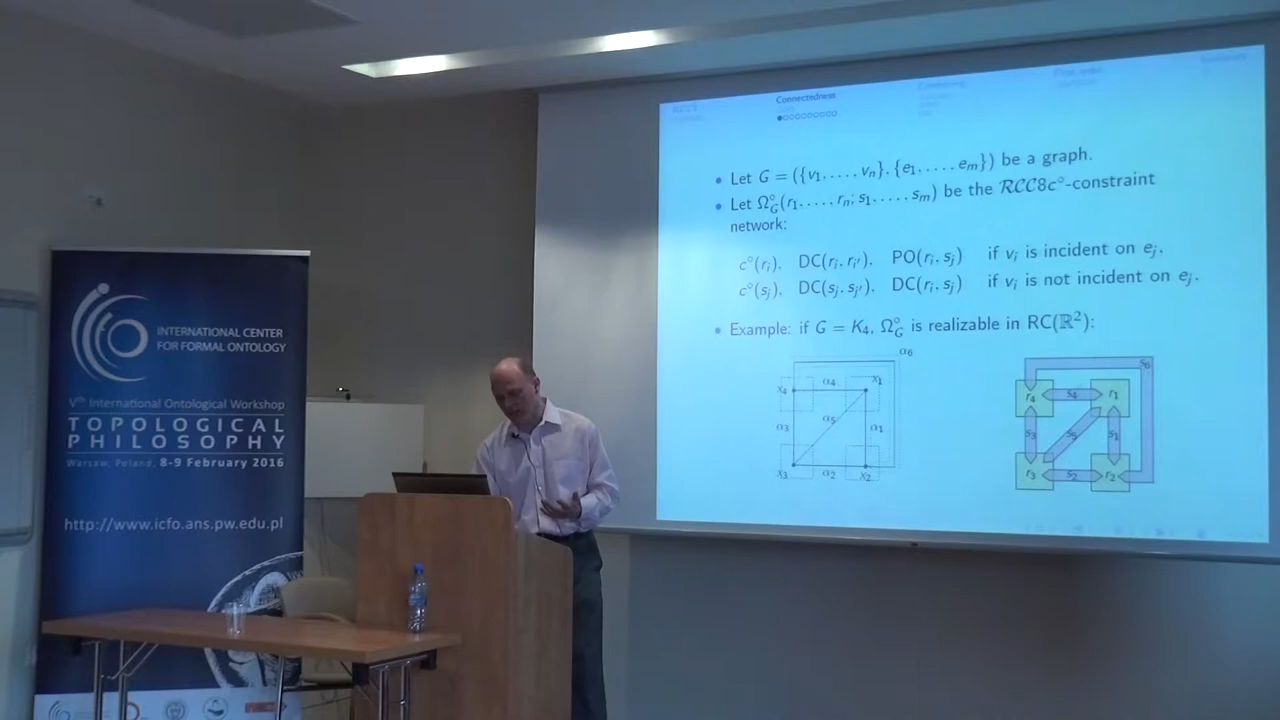 INTERNATIONAL CENTER
FOR FORMAL ONTOLOGY
Vth International Ontological Workshop
TOPOLOGICAL
PHILOSOPHY
Warsaw, Poland, 8-9 February 2016
http://www.icfo.ans.pw.edu.pl
Connectedness
• Let G = ({v1, . . . , vn}, {e1, . . . , em}) be a graph.
• Let Ω°G(r1, . . . , rn; s1, . . . , sm) be the RCC8c°-constraint
network:
c°(ri), DC(ri, ri′), PO(ri, sj) if vi is incident on ej,
c°(sj), DC(sj, sj′), DC(ri, sj) if vi is not incident on ej.
• Example: if G = K4, Ω°G is realizable in RC(ℝ2):
α6
x4 α4 x1
α3 α5 α1
x3 α2 x2
s6
r4 s4 r1
s3 s5 s1
r3 s2 r2